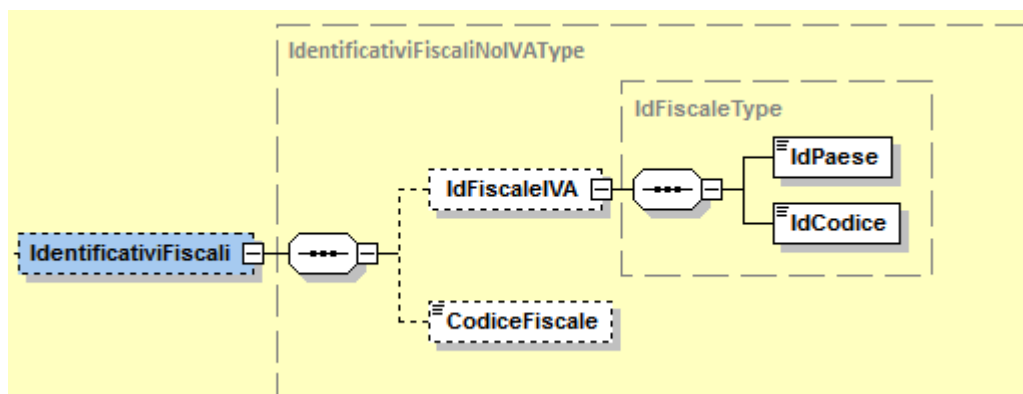 IdentificativiFiscaliNoIVAType
IdFiscaleType
IdPaese
IdFiscaleIVA
IdCodice
IdentificativiFiscali
CodiceFiscale